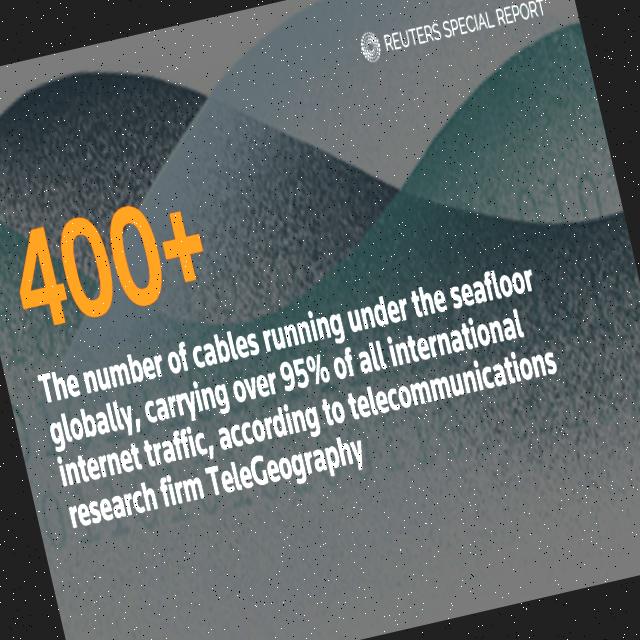 REUTERS SPECIAL REPORT
400+
The number of cables running under the seafloor
globally, carrying over 95% of all international
internet traffic, according to telecommunications
research firm TeleGeography